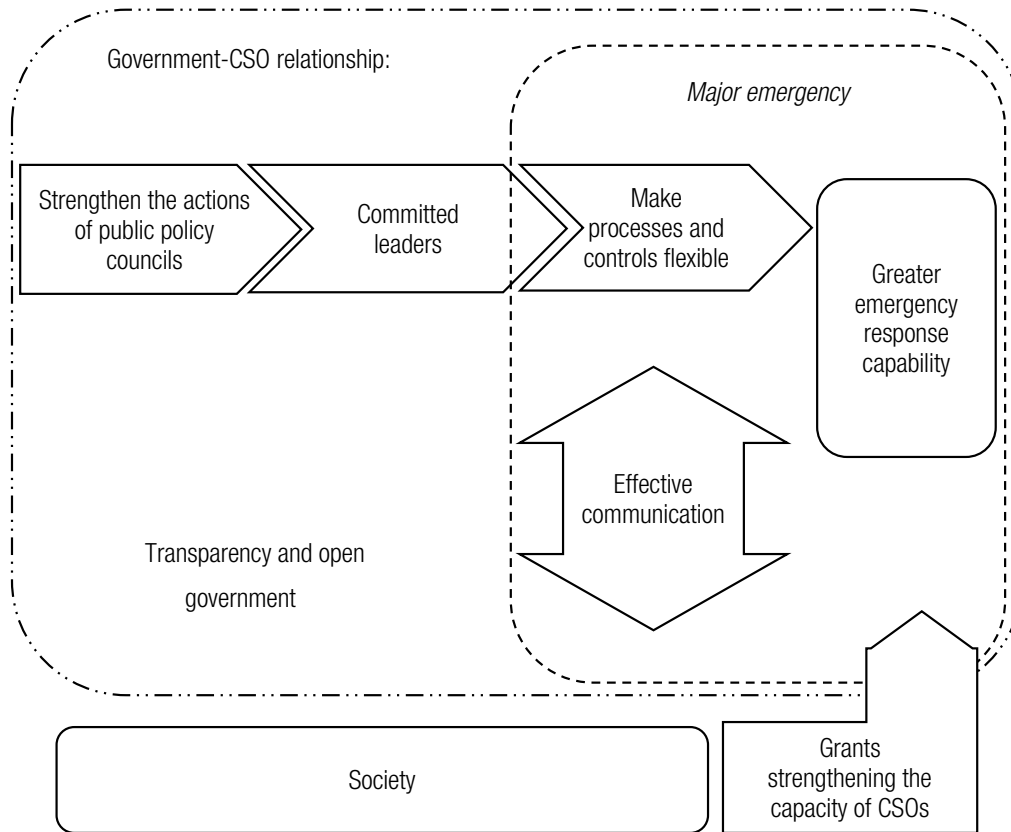 Government-CSO relationship:
Major emergency
Strengthen the actions
of public policy
councils
Committed
leaders
Make
processes and
controls flexible
Greater
emergency
response
capability
Effective
communication
Transparency and open
government
Society
Grants
strengthening the
capacity of CSOs